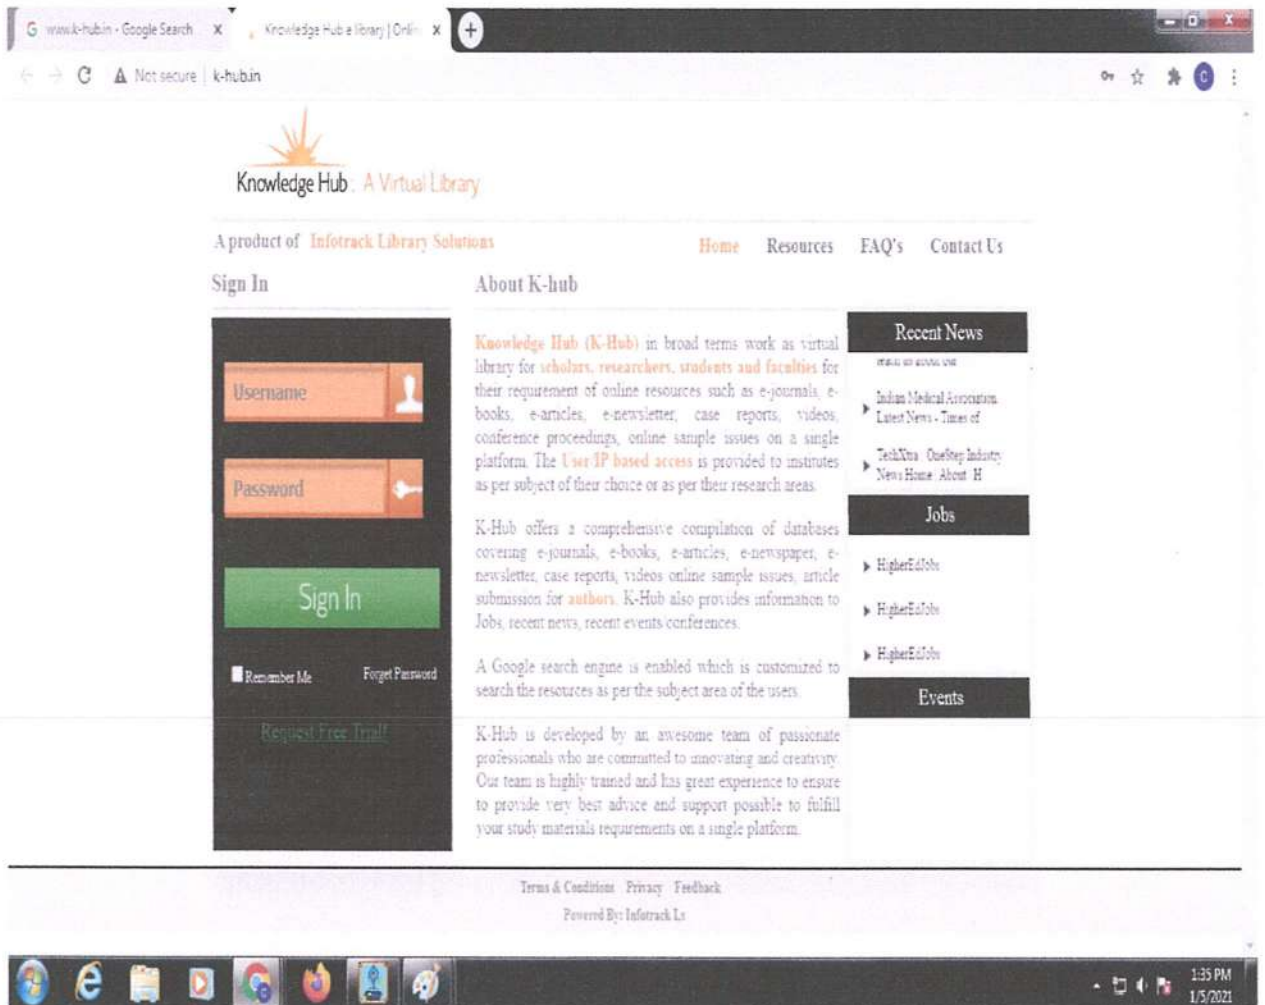 www.k-hub.in - Google Search
Knowledge Hub e library | Onlin
Not secure
k-hub.in
C
Knowledge Hub : A Virtual Library
A product of Infotrack Library Solutions
Home Resources FAQ's Contact Us
Sign In
Username
Password
Sign In
Remember Me
Forget Password
Request Free Trial!
About K-hub
Knowledge Hub (K-Hub) in broad terms work as virtual
library for scholars, researchers, students and faculties for
their requirement of online resources such as e-journals, e-
books, e-articles, e-newsletter, case reports, videos,
conference proceedings, online sample issues on a single
platform. The User/IP based access is provided to institutes
as per subject of their choice or as per their research areas.
K-Hub offers a comprehensive compilation of databases
covering e-journals, e-books, e-articles, e-newspaper, e-
newsletter, case reports, videos online sample issues, article
submission for authors. K-Hub also provides information to
Jobs, recent news, recent events conferences.
A Google search engine is enabled which is customized to
search the resources as per the subject area of the users.
K-Hub is developed by an awesome team of passionate
professionals who are committed to innovating and creativity.
Our team is highly trained and has great experience to ensure
to provide very best advice and support possible to fulfill
your study materials requirements on a single platform.
Recent News
Indian Medical Association
Latest News - Times of
TechXtra : OneStep Industry
News Home | About | H
Jobs
HigherEdJobs
HigherEdJobs
HigherEdJobs
Events
Terms & Conditions Privacy Feedback
Powered By: Infotrack Ls
1:35 PM
1/5/2021